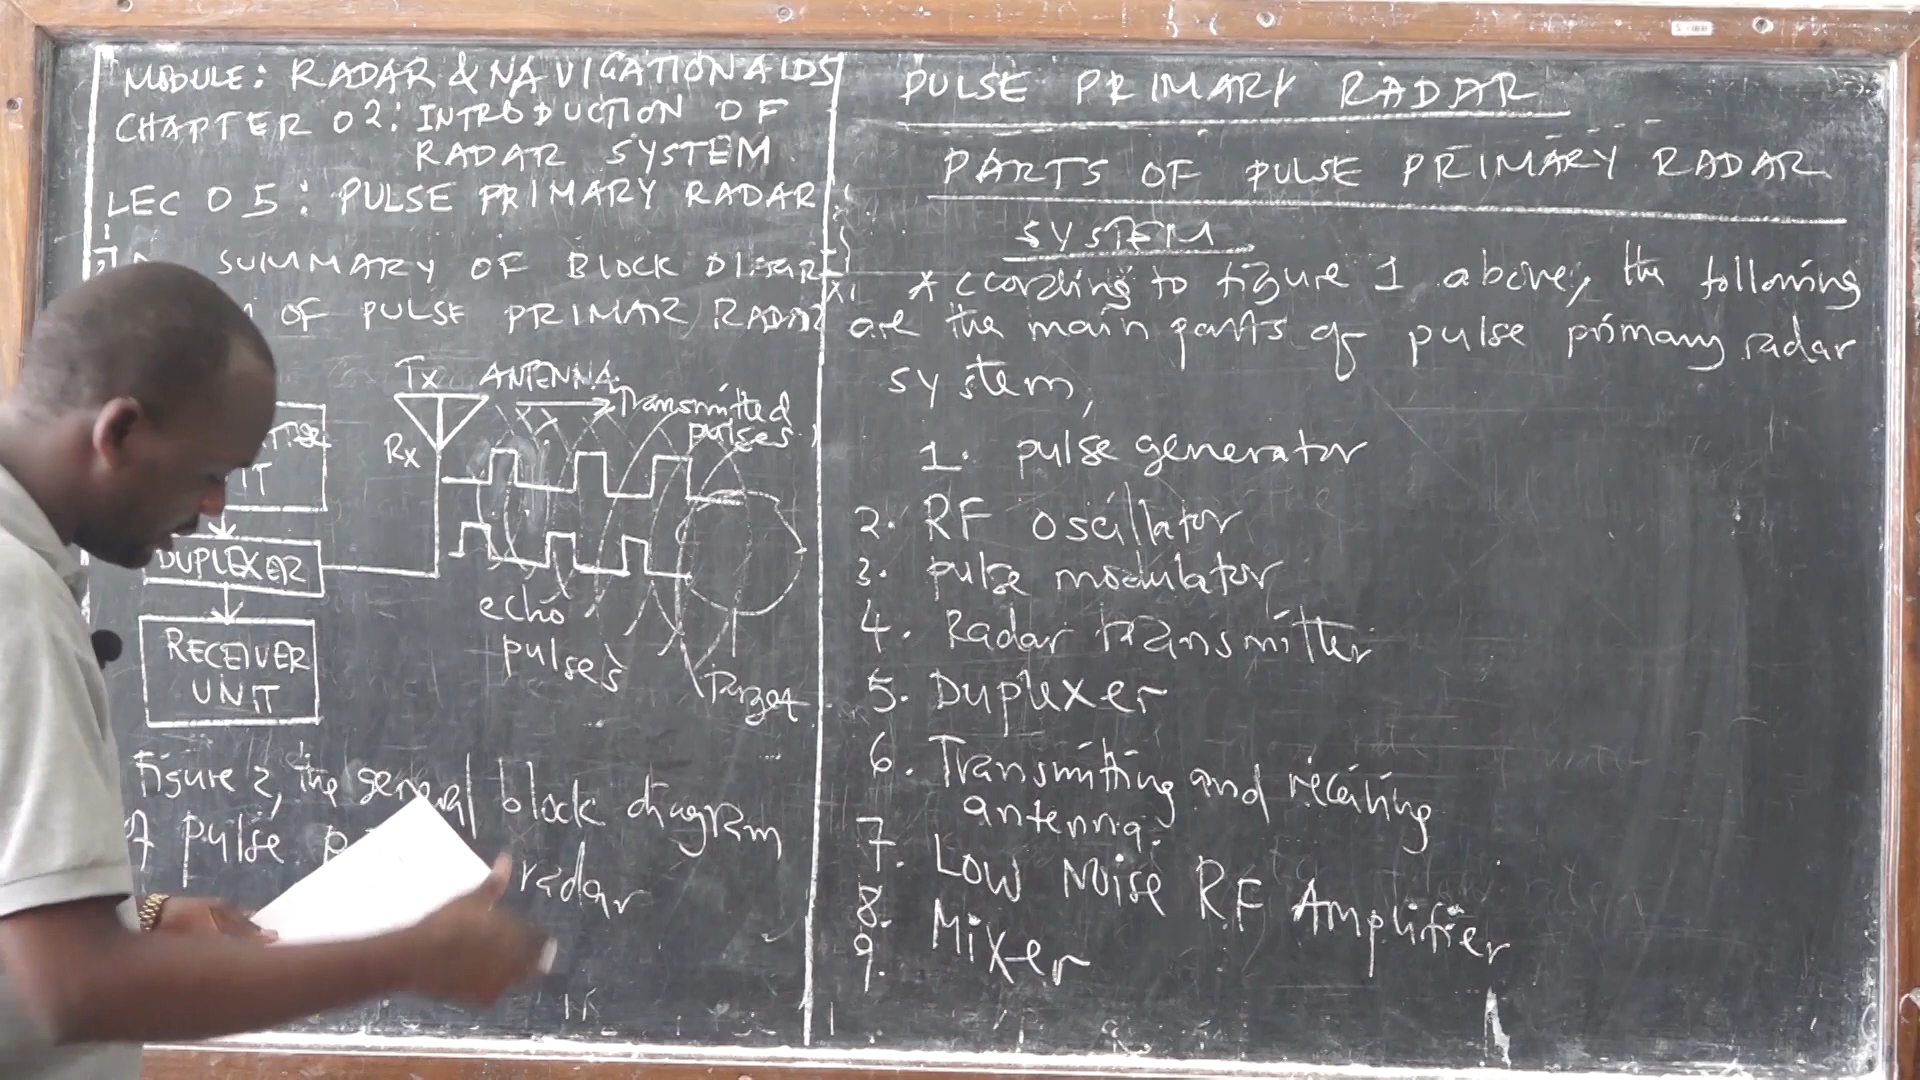 MODULE: RADAR & NAVIGATION AIDS
CHAPTER 02: INTRODUCTION OF
RADAR SYSTEM
LEC 05: PULSE PRIMARY RADAR
SUMMARY OF BLOCK DIAGR
OF PULSE PRIMAR RADAR
Tx ANTENNA
Transmitted
pulses
Rx
DUPLEXER
echo
pulses
RECEIVER
UNIT
Target
Figure 2, the general block diagram
of pulse radar
PULSE PRIMARY RADAR
PARTS OF PULSE PRIMARY RADAR
SYSTEM
According to figure 1 above, the following
are the main parts of pulse primary radar
system,
1. pulse generator
2. RF oscillator
3. pulse modulator
4. Radar transmitter
5. Duplexer
6. Transmitting and receiving
antenna.
7. Low Noise RF Amplifier
8. Mixer
9.